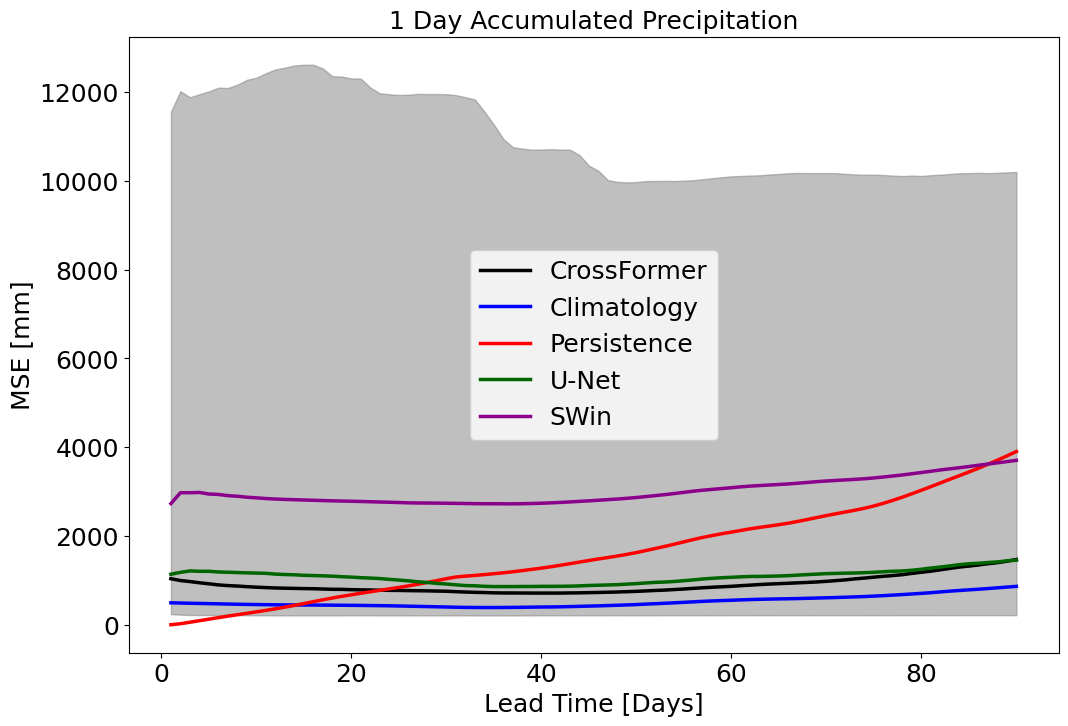 1 Day Accumulated Precipitation
MSE [mm]
12000
10000
8000
6000
4000
2000
0
CrossFormer
Climatology
Persistence
U-Net
SWin
0 20 40 60 80
Lead Time [Days]